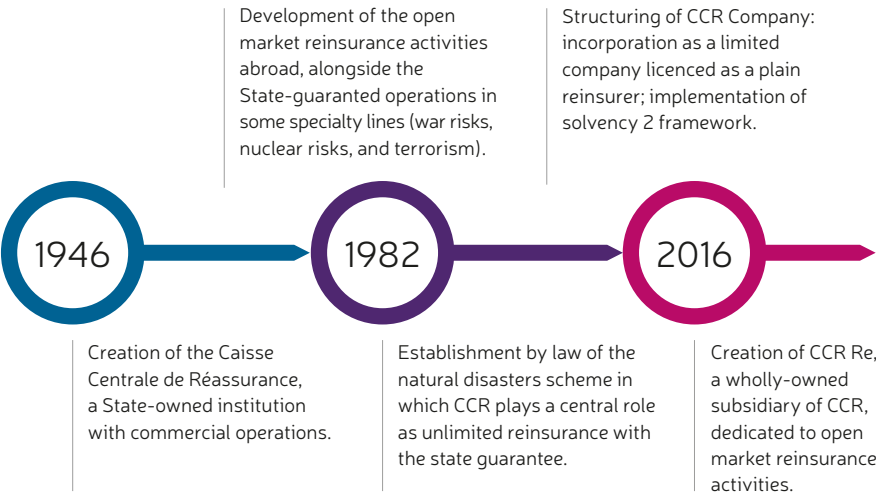 Development of the open
market reinsurance activities
abroad, alongside the
State-guaranted operations in
some specialty lines (war risks,
nuclear risks, and terrorism).
Structuring of CCR Company:
incorporation as a limited
company licenced as a plain
reinsurer; implementation of
solvency 2 framework.
1946
1982
2016
Creation of the Caisse
Centrale de Réassurance,
a State-owned institution
with commercial operations.
Establishment by law of the
natural disasters scheme in
which CCR plays a central role
as unlimited reinsurance with
the state guarantee.
Creation of CCR Re,
a wholly-owned
subsidiary of CCR,
dedicated to open
market reinsurance
activities.